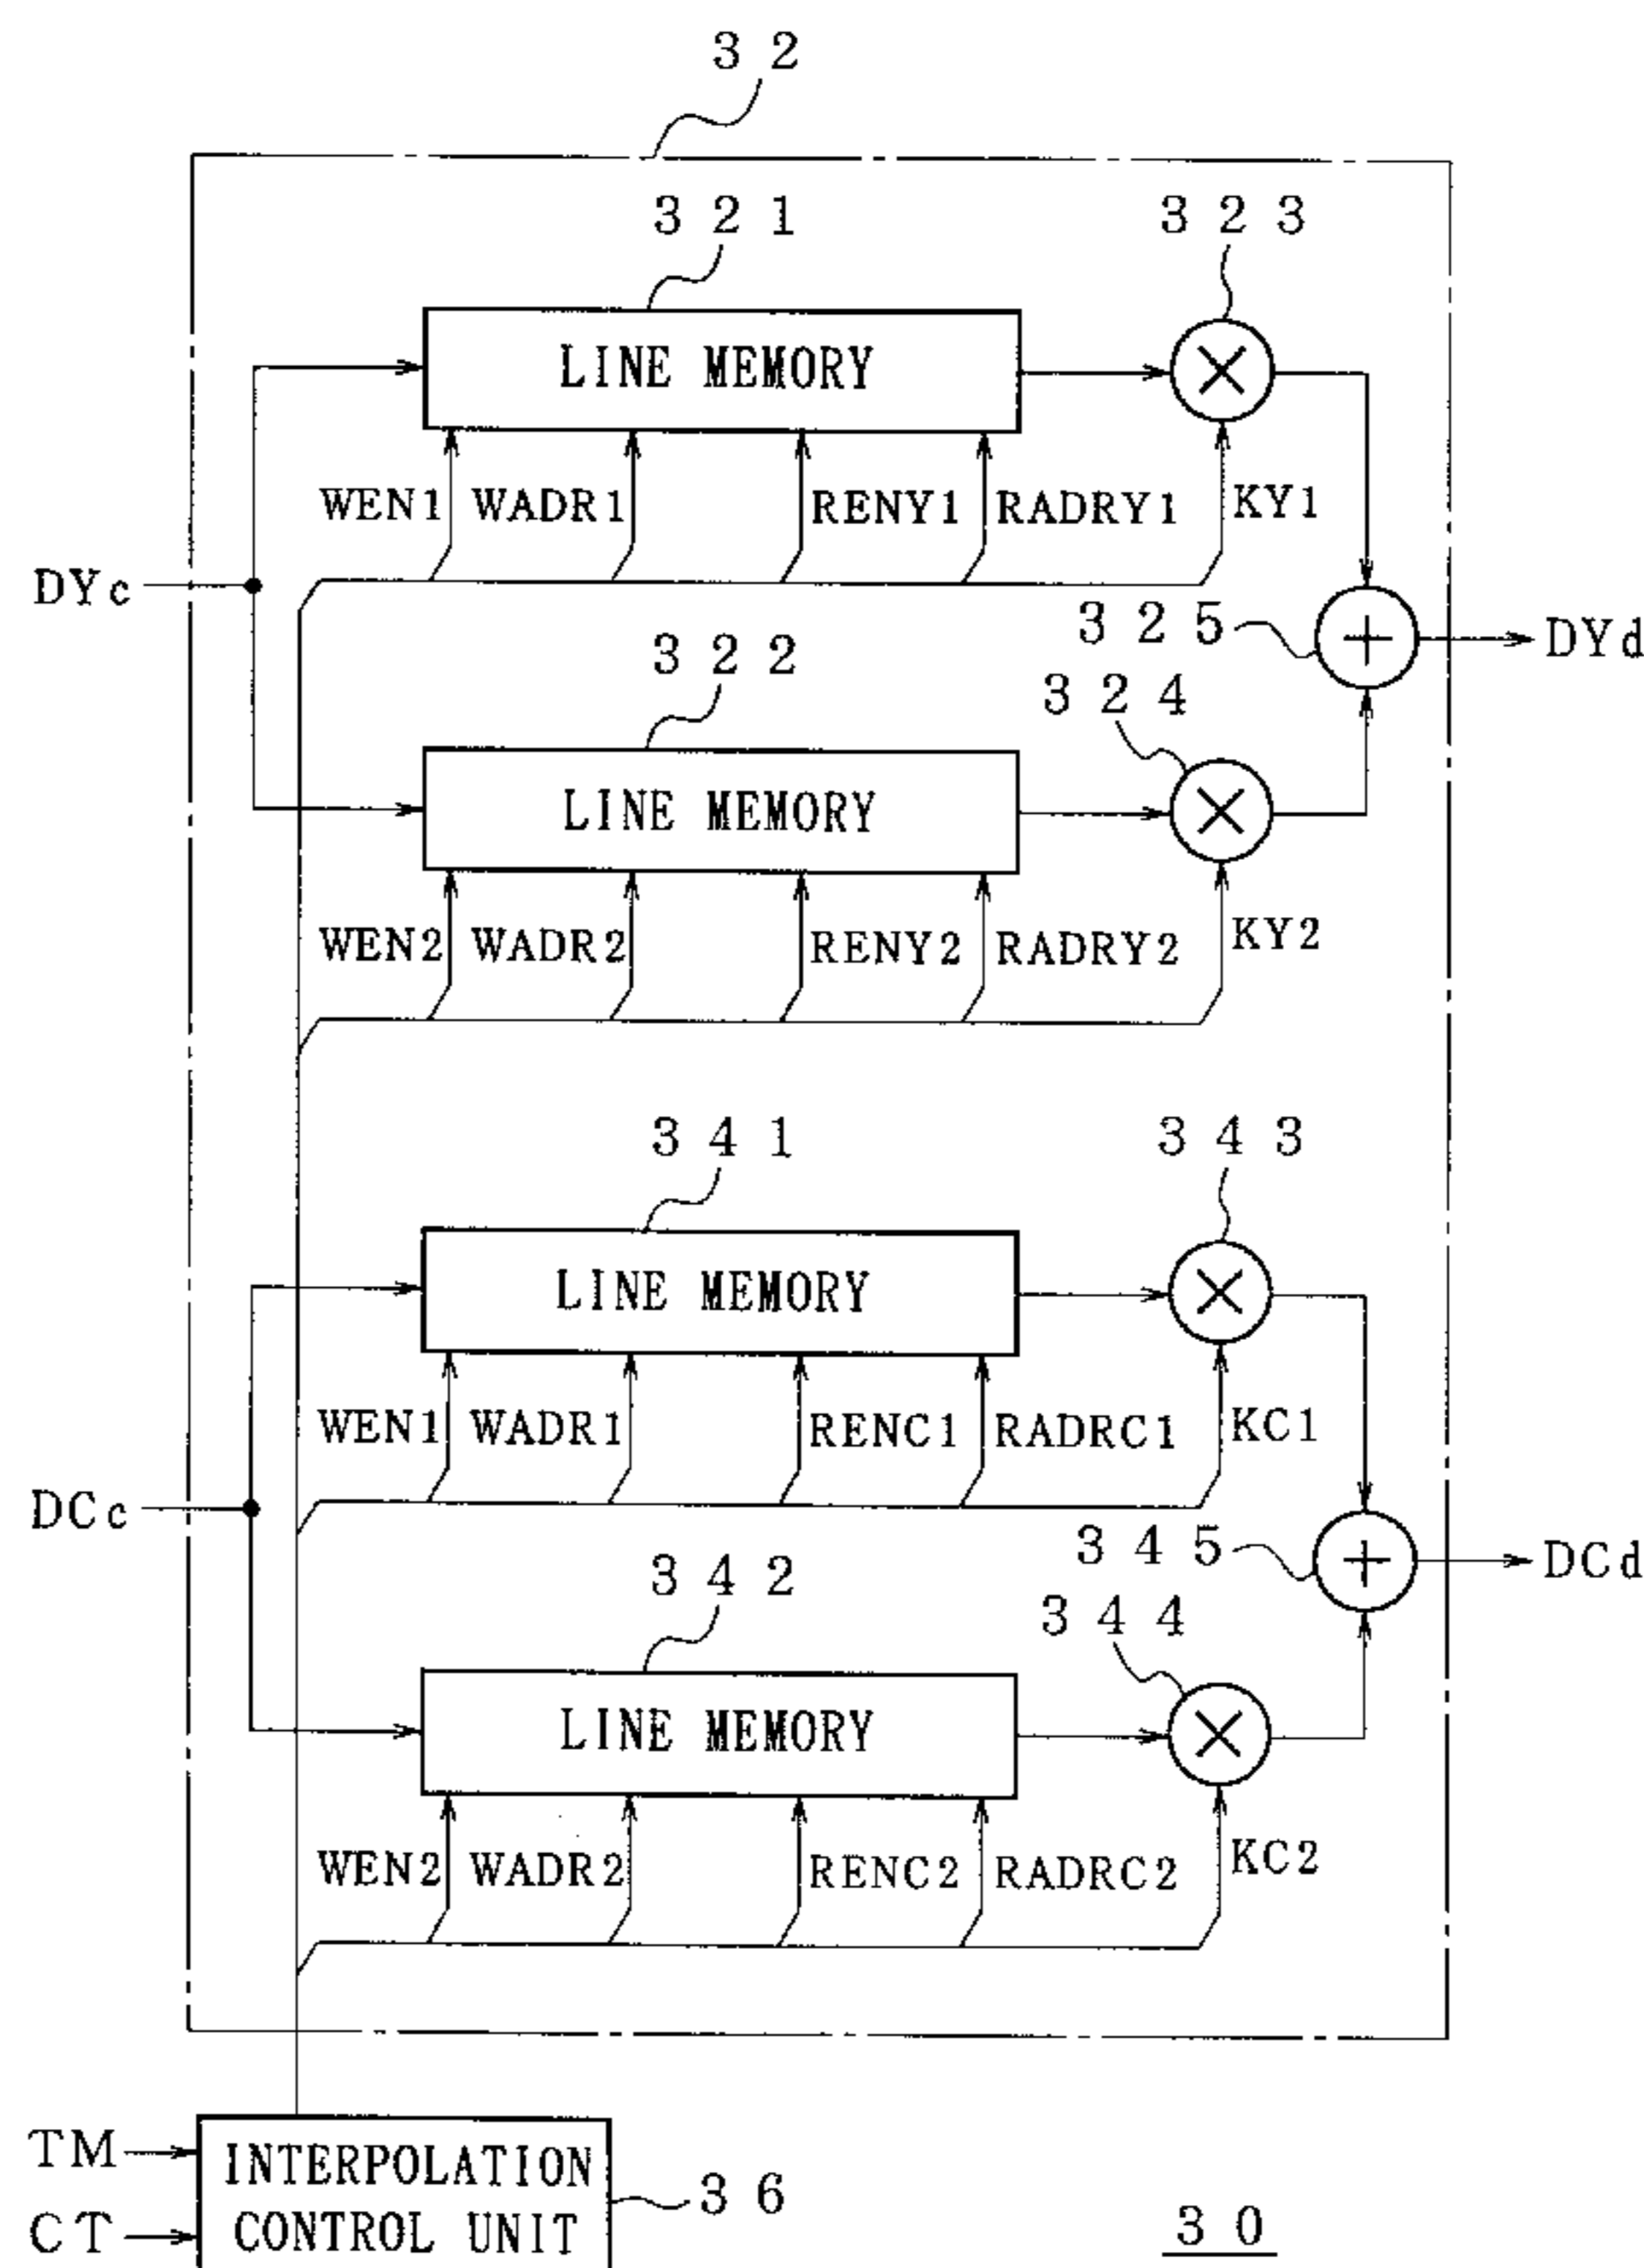 32
321
323
LINE MEMORY
WEN1 WADR1 RENY1 RADRY1 KY1
DYc
325
DYd
322
324
LINE MEMORY
WEN2 WADR2 RENY2 RADRY2 KY2
341
343
LINE MEMORY
WEN1 WADR1 RENC1 RADRC1 KC1
DCc
345
DCd
342
344
LINE MEMORY
WEN2 WADR2 RENC2 RADRC2 KC2
TM
CT
INTERPOLATION
CONTROL UNIT
36
30